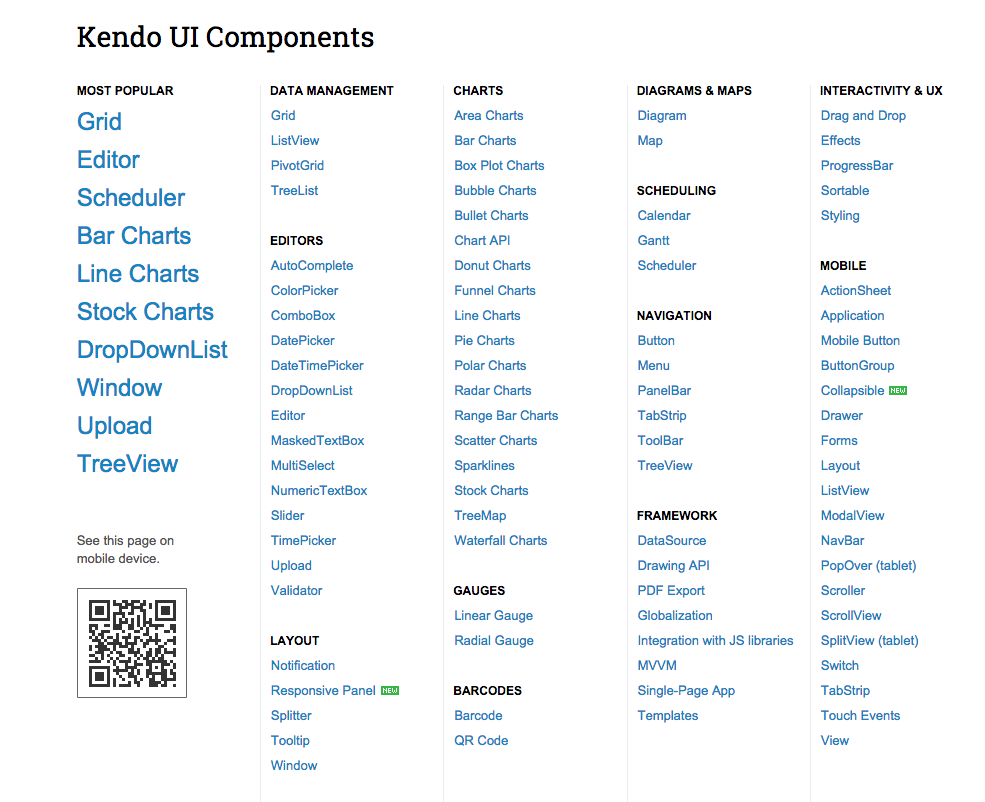 Kendo UI Components
MOST POPULAR
Grid
Editor
Scheduler
Bar Charts
Line Charts
Stock Charts
DropDownList
Window
Upload
TreeView
See this page on
mobile device.
DATA MANAGEMENT
Grid
ListView
PivotGrid
TreeList
EDITORS
AutoComplete
ColorPicker
ComboBox
DatePicker
DateTimePicker
DropDownList
Editor
MaskedTextBox
MultiSelect
NumericTextBox
Slider
TimePicker
Upload
Validator
LAYOUT
Notification
Responsive Panel NEW
Splitter
Tooltip
Window
CHARTS
Area Charts
Bar Charts
Box Plot Charts
Bubble Charts
Bullet Charts
Chart API
Donut Charts
Funnel Charts
Line Charts
Pie Charts
Polar Charts
Radar Charts
Range Bar Charts
Scatter Charts
Sparklines
Stock Charts
TreeMap
Waterfall Charts
GAUGES
Linear Gauge
Radial Gauge
BARCODES
Barcode
QR Code
DIAGRAMS & MAPS
Diagram
Map
SCHEDULING
Calendar
Gantt
Scheduler
NAVIGATION
Button
Menu
PanelBar
TabStrip
ToolBar
TreeView
FRAMEWORK
DataSource
Drawing API
PDF Export
Globalization
Integration with JS libraries
MVVM
Single-Page App
Templates
INTERACTIVITY & UX
Drag and Drop
Effects
ProgressBar
Sortable
Styling
MOBILE
ActionSheet
Application
Mobile Button
ButtonGroup
Collapsible NEW
Drawer
Forms
Layout
ListView
ModalView
NavBar
PopOver (tablet)
Scroller
ScrollView
SplitView (tablet)
Switch
TabStrip
Touch Events
View